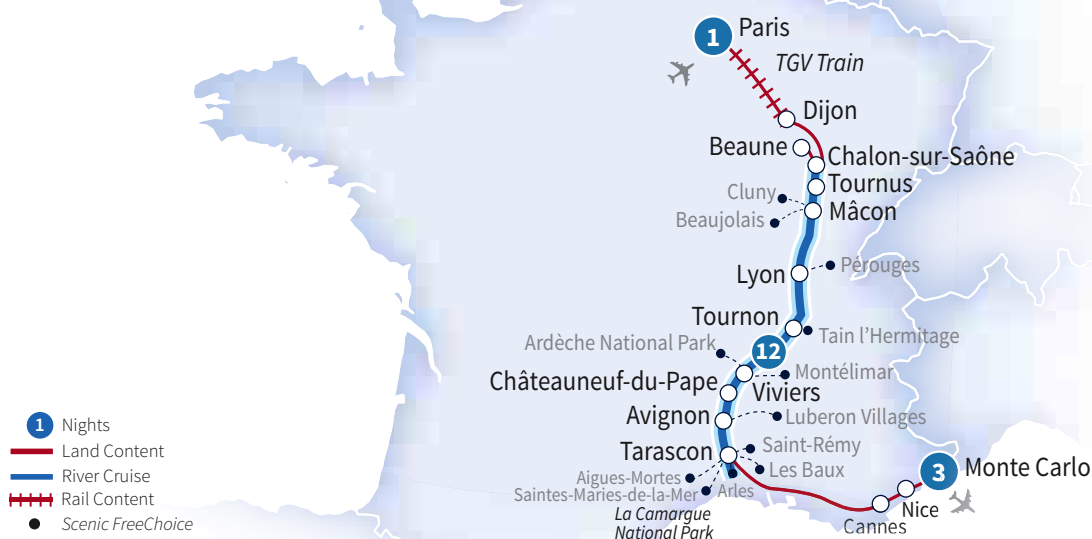 1
Paris
TGV Train
Dijon
Beaune
Chalon-sur-Saône
Tournus
Cluny
Mâcon
Beaujolais
Lyon
Pérouges
Tournon
Tain l’Hermitage
Ardèche National Park
12
Montélimar
Châteauneuf-du-Pape
Viviers
Avignon
Luberon Villages
Tarascon
Saint-Rémy
Les Baux
Aigues-Mortes
Saintes-Maries-de-la-Mer
Arles
La Camargue
National Park
3
Monte Carlo
Nice
Cannes
1 Nights
Land Content
River Cruise
Rail Content
Scenic FreeChoice